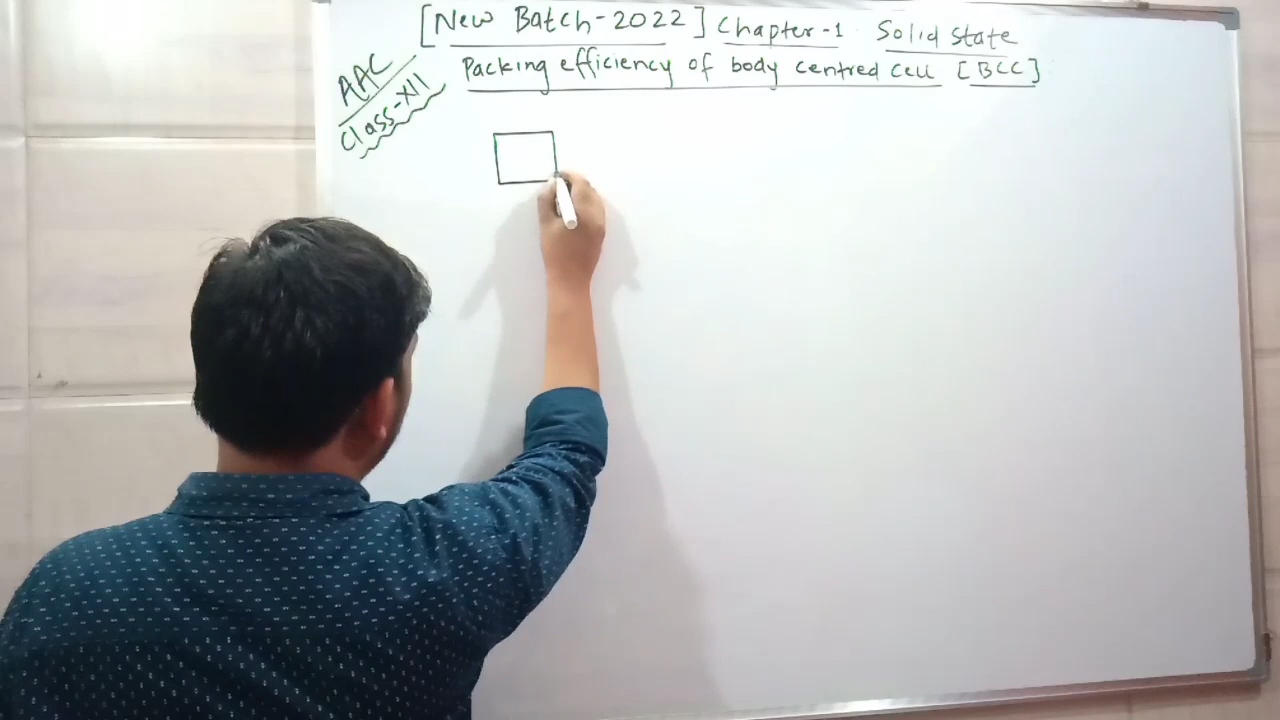 [New Batch-2022] Chapter-1 Solid State
Packing efficiency of body centred cell [BCC]
AAC
Class-XII